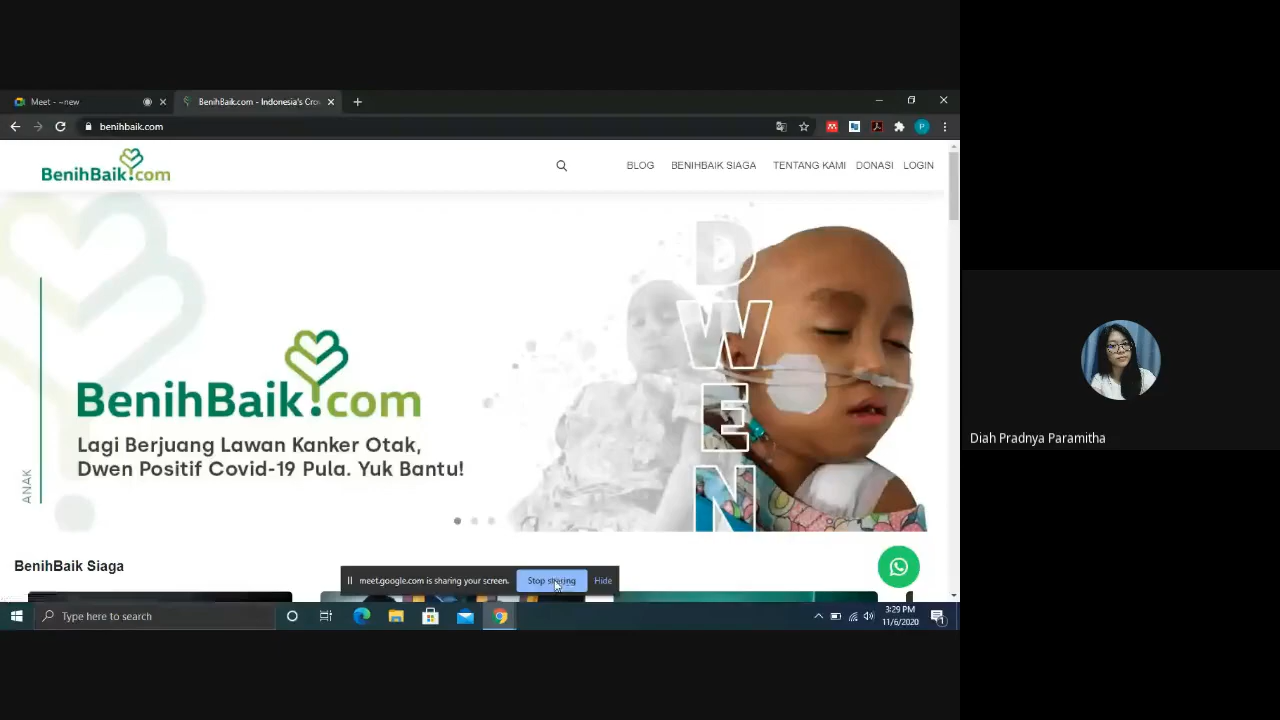 Meet - ~new
BenihBaik.com - Indonesia's Cro
benihbaik.com
P
BenihBaik.com
BLOG
BENIHBAIK SIAGA
TENTANG KAMI
DONASI
LOGIN
DWEN
BenihBaik.com
Lagi Berjuang Lawan Kanker Otak,
Dwen Positif Covid-19 Pula. Yuk Bantu!
ANAK
Diah Pradnya Paramitha
BenihBaik Siaga
meet.google.com is sharing your screen.
Stop sharing
Hide
Type here to search
3:29 PM
11/6/2020
1